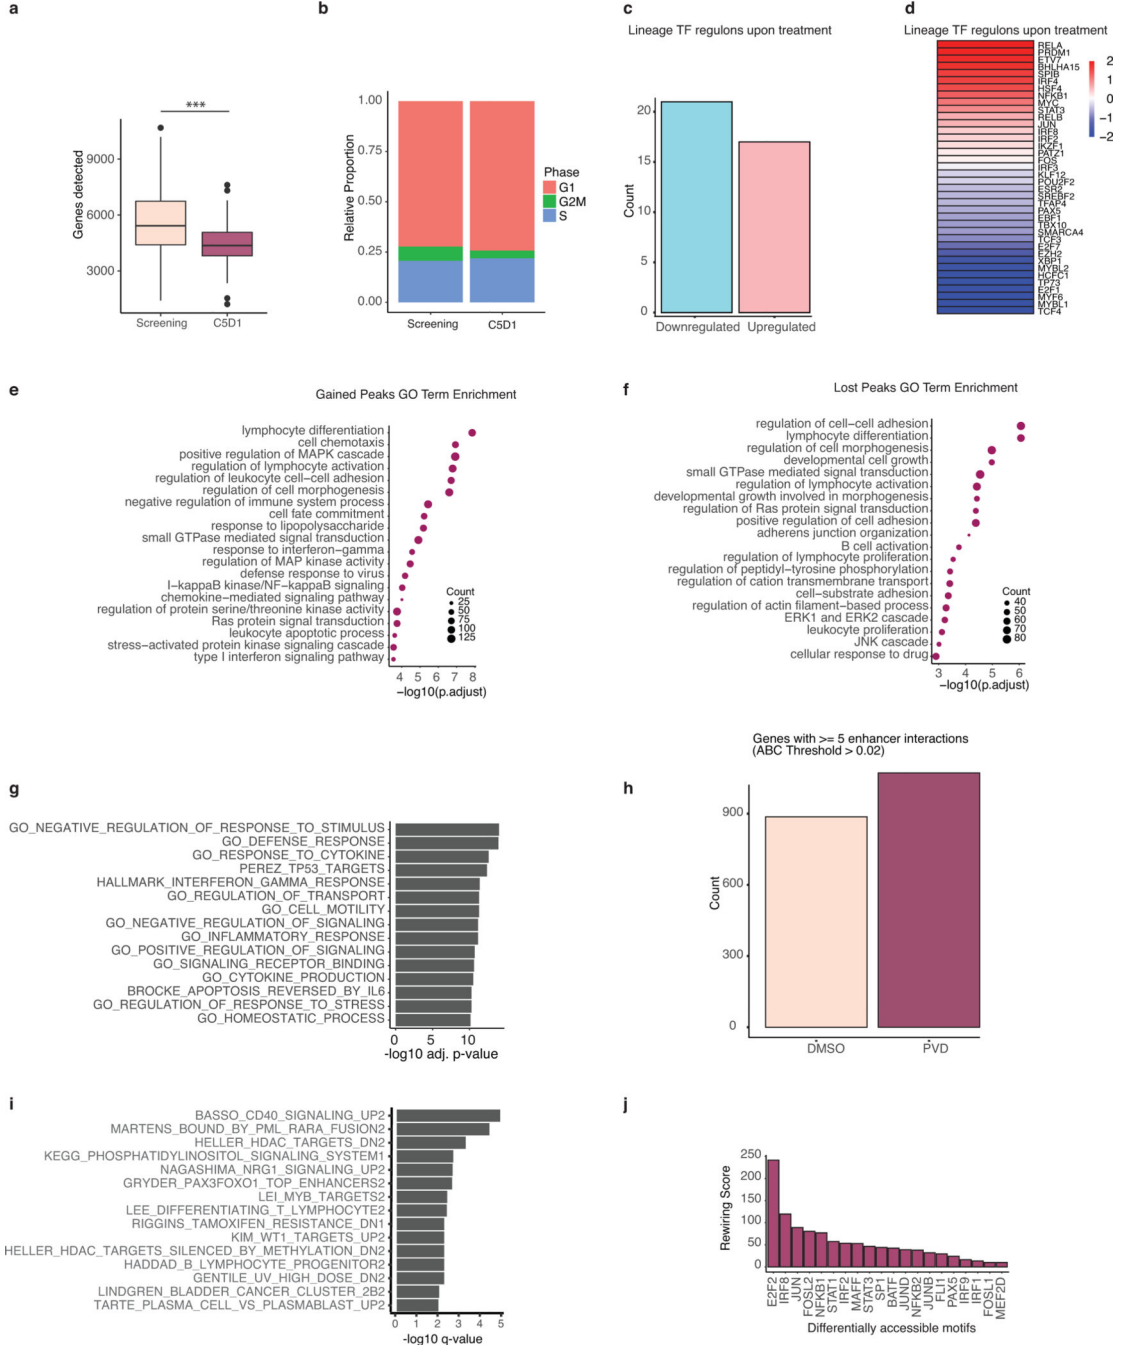 a
Genes detected
9000
6000
3000
***
Screening
C5D1
b
Relative Proportion
1.00
0.75
0.50
0.25
0.00
Screening
C5D1
Phase
G1
G2M
S
c
Lineage TF regulons upon treatment
Count
20
15
10
5
0
Downregulated
Upregulated
d
Lineage TF regulons upon treatment
RELA
PRDM1
ETV7
BHLHA15
SPIB
IRF4
HSF4
NFKB1
MYC
STAT3
RELB
JUN
IRF8
IRF2
IKZF1
PATZ1
FOS
IRF3
KLF12
POU2F2
ESR2
SREBF2
TFAP4
PAX5
EBF1
TBX10
SMARCA4
TCF3
E2F7
EZH2
XBP1
MYBL2
HCFC1
TP73
E2F1
MYF6
MYBL1
TCF4
2
1
0
−1
−2
e
Gained Peaks GO Term Enrichment
lymphocyte differentiation
cell chemotaxis
positive regulation of MAPK cascade
regulation of lymphocyte activation
regulation of leukocyte cell−cell adhesion
regulation of cell morphogenesis
negative regulation of immune system process
cell fate commitment
response to lipopolysaccharide
small GTPase mediated signal transduction
response to interferon−gamma
regulation of MAP kinase activity
defense response to virus
I−kappaB kinase/NF−kappaB signaling
chemokine−mediated signaling pathway
regulation of protein serine/threonine kinase activity
Ras protein signal transduction
leukocyte apoptotic process
stress−activated protein kinase signaling cascade
type I interferon signaling pathway
Count
25
50
75
100
125
4 5 6 7 8
−log10(p.adjust)
f
Lost Peaks GO Term Enrichment
regulation of cell−cell adhesion
lymphocyte differentiation
regulation of cell morphogenesis
developmental cell growth
small GTPase mediated signal transduction
regulation of lymphocyte activation
developmental growth involved in morphogenesis
regulation of Ras protein signal transduction
positive regulation of cell adhesion
adherens junction organization
B cell activation
regulation of lymphocyte proliferation
regulation of peptidyl−tyrosine phosphorylation
regulation of cation transmembrane transport
cell−substrate adhesion
regulation of actin filament−based process
ERK1 and ERK2 cascade
leukocyte proliferation
JNK cascade
cellular response to drug
Count
40
50
60
70
80
3 4 5 6
−log10(p.adjust)
g
GO_NEGATIVE_REGULATION_OF_RESPONSE_TO_STIMULUS
GO_DEFENSE_RESPONSE
GO_RESPONSE_TO_CYTOKINE
PEREZ_TP53_TARGETS
HALLMARK_INTERFERON_GAMMA_RESPONSE
GO_REGULATION_OF_TRANSPORT
GO_CELL_MOTILITY
GO_NEGATIVE_REGULATION_OF_SIGNALING
GO_INFLAMMATORY_RESPONSE
GO_POSITIVE_REGULATION_OF_SIGNALING
GO_SIGNALING_RECEPTOR_BINDING
GO_CYTOKINE_PRODUCTION
BROCKE_APOPTOSIS_REVERSED_BY_IL6
GO_REGULATION_OF_RESPONSE_TO_STRESS
GO_HOMEOSTATIC_PROCESS
0 5 10
-log10 adj. p-value
h
Genes with >= 5 enhancer interactions
(ABC Threshold > 0.02)
Count
900
600
300
0
DMSO
PVD
i
BASSO_CD40_SIGNALING_UP2
MARTENS_BOUND_BY_PML_RARA_FUSION2
HELLER_HDAC_TARGETS_DN2
KEGG_PHOSPHATIDYLINOSITOL_SIGNALING_SYSTEM1
NAGASHIMA_NRG1_SIGNALING_UP2
GRYDER_PAX3FOXO1_TOP_ENHANCERS2
LEI_MYB_TARGETS2
LEE_DIFFERENTIATING_T_LYMPHOCYTE2
RIGGINS_TAMOXIFEN_RESISTANCE_DN1
KIM_WT1_TARGETS_UP2
HELLER_HDAC_TARGETS_SILENCED_BY_METHYLATION_DN2
HADDAD_B_LYMPHOCYTE_PROGENITOR2
GENTILE_UV_HIGH_DOSE_DN2
LINDGREN_BLADDER_CANCER_CLUSTER_2B2
TARTE_PLASMA_CELL_VS_PLASMABLAST_UP2
0 1 2 3 4 5
-log10 q-value
j
Rewiring Score
250
200
150
100
50
0
E2F2
IRF8
JUN
FOSL2
NFKB1
STAT1
IRF2
MAFF
STAT3
SP1
BATF
JUND
NFKB2
JUNB
FLI1
PAX5
IRF9
IRF1
FOSL1
MEF2D
Differentially accessible motifs